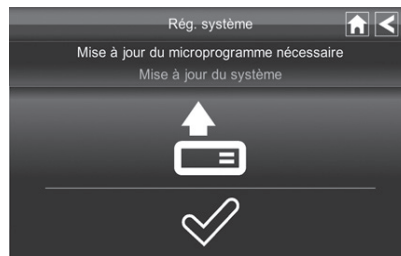 Rég. système
Mise à jour du microprogramme nécessaire
Mise à jour du système